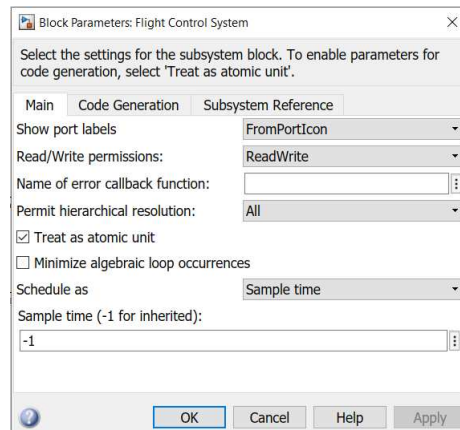 Block Parameters: Flight Control System
Select the settings for the subsystem block. To enable parameters for
code generation, select 'Treat as atomic unit'.
Main Code Generation Subsystem Reference
Show port labels FromPortIcon
Read/Write permissions: ReadWrite
Name of error callback function:
Permit hierarchical resolution: All
Treat as atomic unit
Minimize algebraic loop occurrences
Schedule as Sample time
Sample time (-1 for inherited):
-1
OK Cancel Help Apply